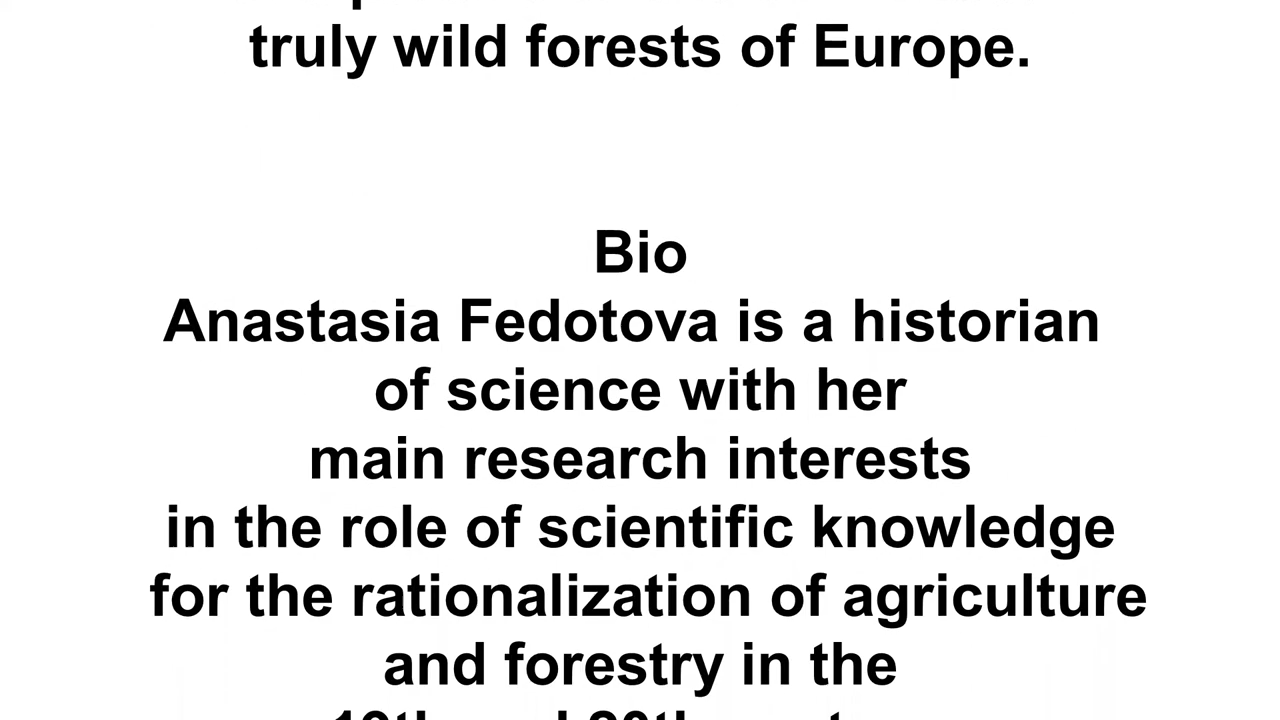 truly wild forests of Europe.
Bio
Anastasia Fedotova is a historian
of science with her
main research interests
in the role of scientific knowledge
for the rationalization of agriculture
and forestry in the